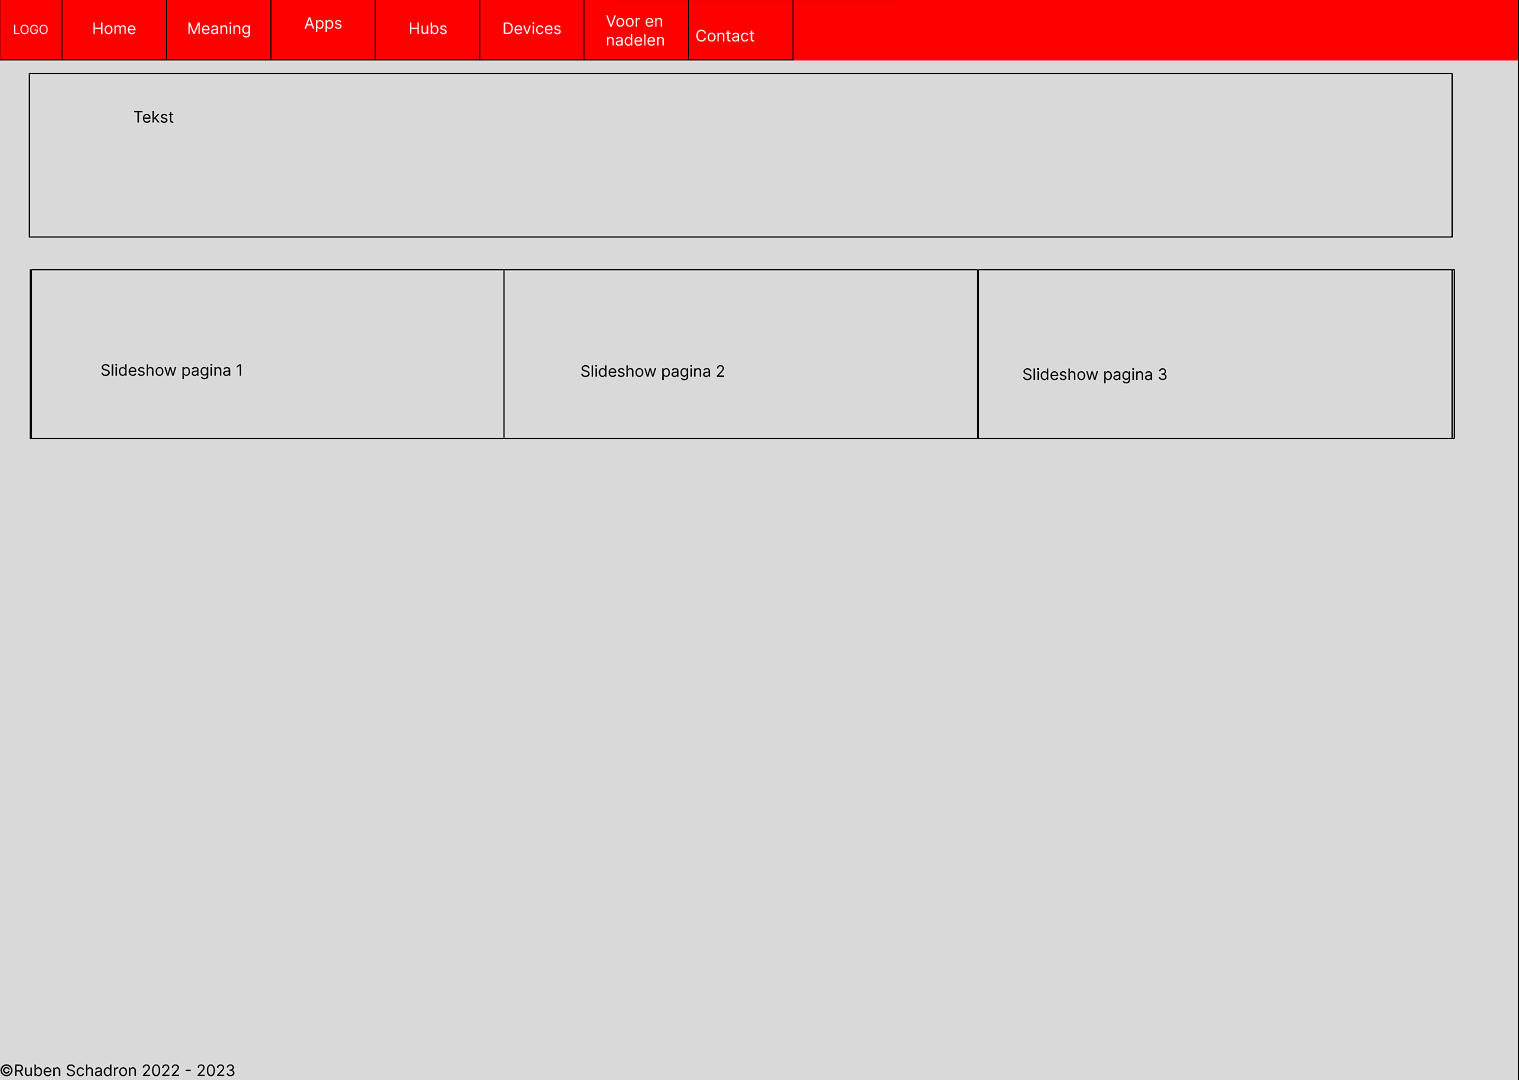 LOGO
Home
Meaning
Apps
Hubs
Devices
Voor en
nadelen
Contact
Tekst
Slideshow pagina 1
Slideshow pagina 2
Slideshow pagina 3
©Ruben Schadron 2022 - 2023